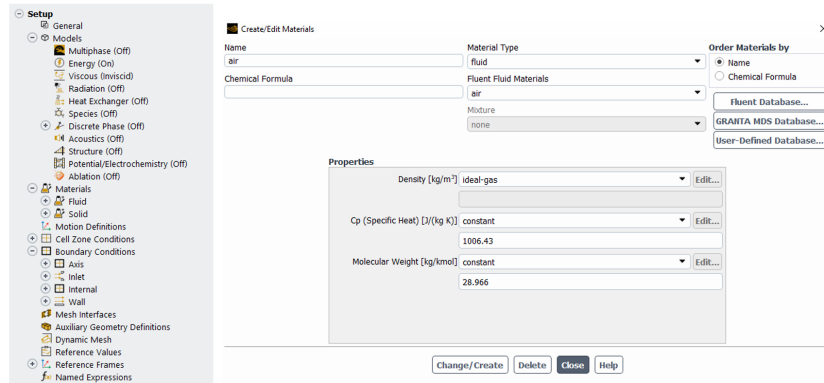 Setup
General
Models
Multiphase (Off)
Energy (On)
Viscous (Inviscid)
Radiation (Off)
Heat Exchanger (Off)
Species (Off)
Discrete Phase (Off)
Acoustics (Off)
Structure (Off)
Potential/Electrochemistry (Off)
Ablation (Off)
Materials
Fluid
Solid
Motion Definitions
Cell Zone Conditions
Boundary Conditions
Axis
Inlet
Internal
Wall
Mesh Interfaces
Auxiliary Geometry Definitions
Dynamic Mesh
Reference Values
Reference Frames
Named Expressions
Create/Edit Materials
Name
air
Chemical Formula
Material Type
fluid
Fluent Fluid Materials
air
Mixture
none
Order Materials by
Name
Chemical Formula
Fluent Database...
GRANTA MDS Database...
User-Defined Database...
Properties
Density [kg/m³] ideal-gas Edit...
Cp (Specific Heat) [J/(kg K)] constant Edit...
1006.43
Molecular Weight [kg/kmol] constant Edit...
28.966
Change/Create Delete Close Help